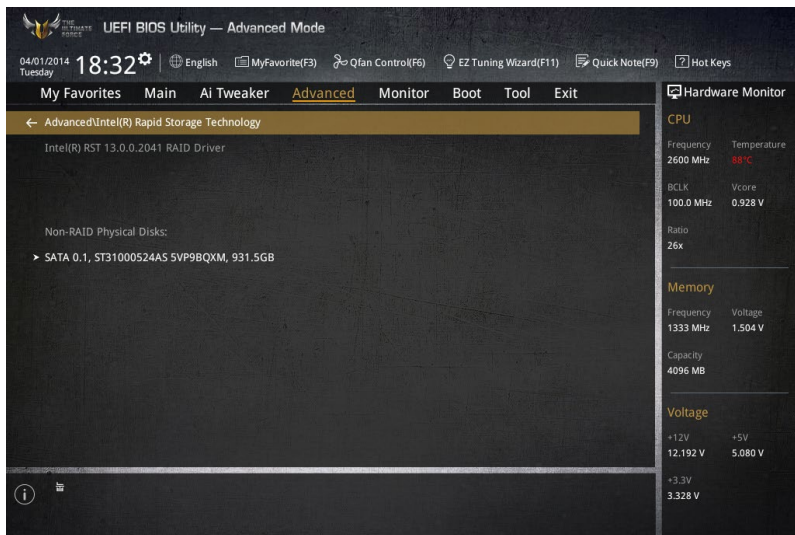 THE ULTIMATE FORCE
UEFI BIOS Utility — Advanced Mode
04/01/2014 Tuesday 18:32
English
MyFavorite(F3)
Qfan Control(F6)
EZ Tuning Wizard(F11)
Quick Note(F9)
? Hot Keys
My Favorites
Main
Ai Tweaker
Advanced
Monitor
Boot
Tool
Exit
Advanced\Intel(R) Rapid Storage Technology
Intel(R) RST 13.0.0.2041 RAID Driver
Non-RAID Physical Disks:
SATA 0.1, ST31000524AS 5VP9BQXM, 931.5GB
Hardware Monitor
CPU
Frequency Temperature
2600 MHz 88°C
BCLK Vcore
100.0 MHz 0.928 V
Ratio
26x
Memory
Frequency Voltage
1333 MHz 1.504 V
Capacity
4096 MB
Voltage
+12V +5V
12.192 V 5.080 V
+3.3V
3.328 V